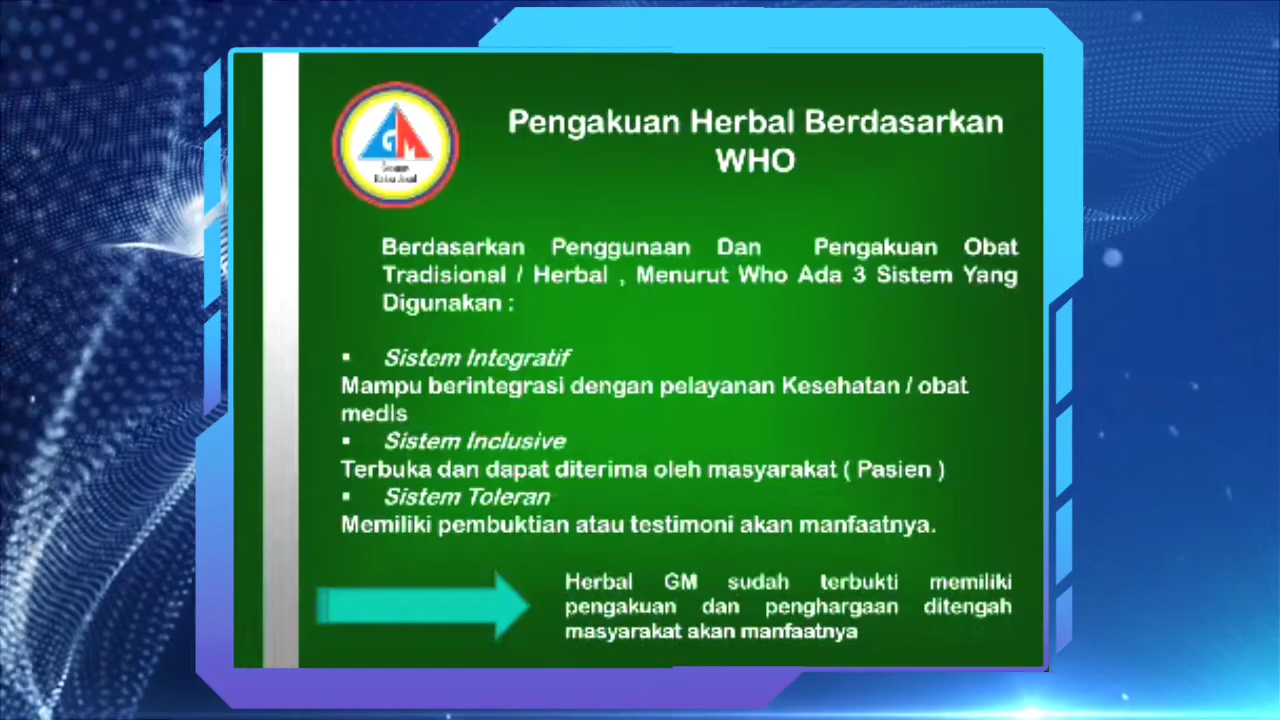 GM
Pengakuan Herbal Berdasarkan
WHO
Berdasarkan Penggunaan Dan Pengakuan Obat
Tradisional / Herbal , Menurut Who Ada 3 Sistem Yang
Digunakan :
▪ Sistem Integratif
Mampu berintegrasi dengan pelayanan Kesehatan / obat
medis
▪ Sistem Inclusive
Terbuka dan dapat diterima oleh masyarakat ( Pasien )
▪ Sistem Toleran
Memiliki pembuktian atau testimoni akan manfaatnya.
Herbal GM sudah terbukti memiliki
pengakuan dan penghargaan ditengah
masyarakat akan manfaatnya